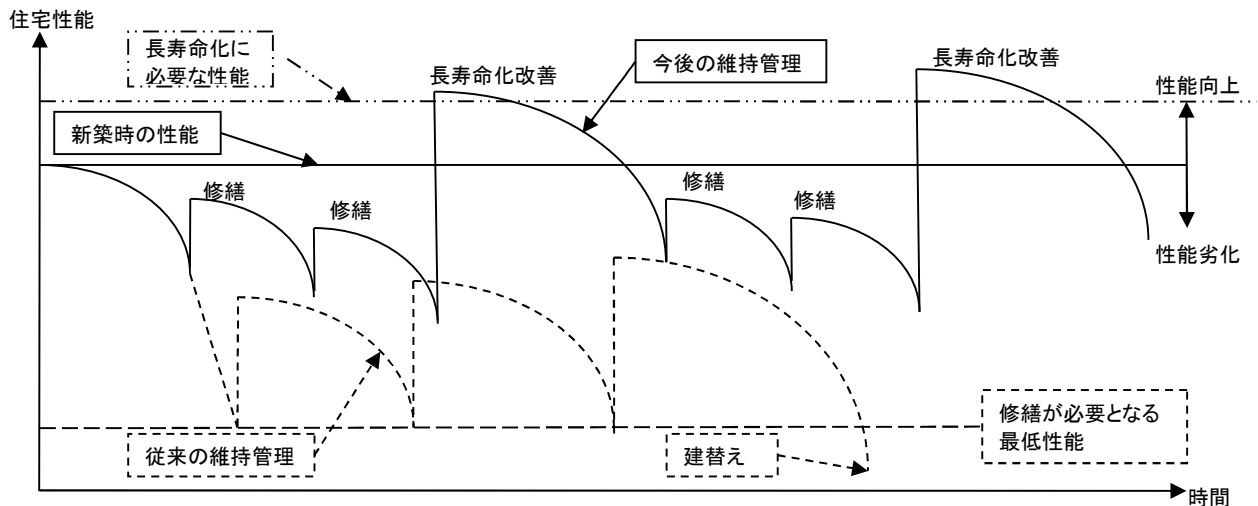 住宅性能
長寿命化に
必要な性能
長寿命化改善
今後の維持管理
長寿命化改善
性能向上
新築時の性能
修繕
修繕
修繕
修繕
性能劣化
従来の維持管理
建替え
修繕が必要となる
最低性能
時間